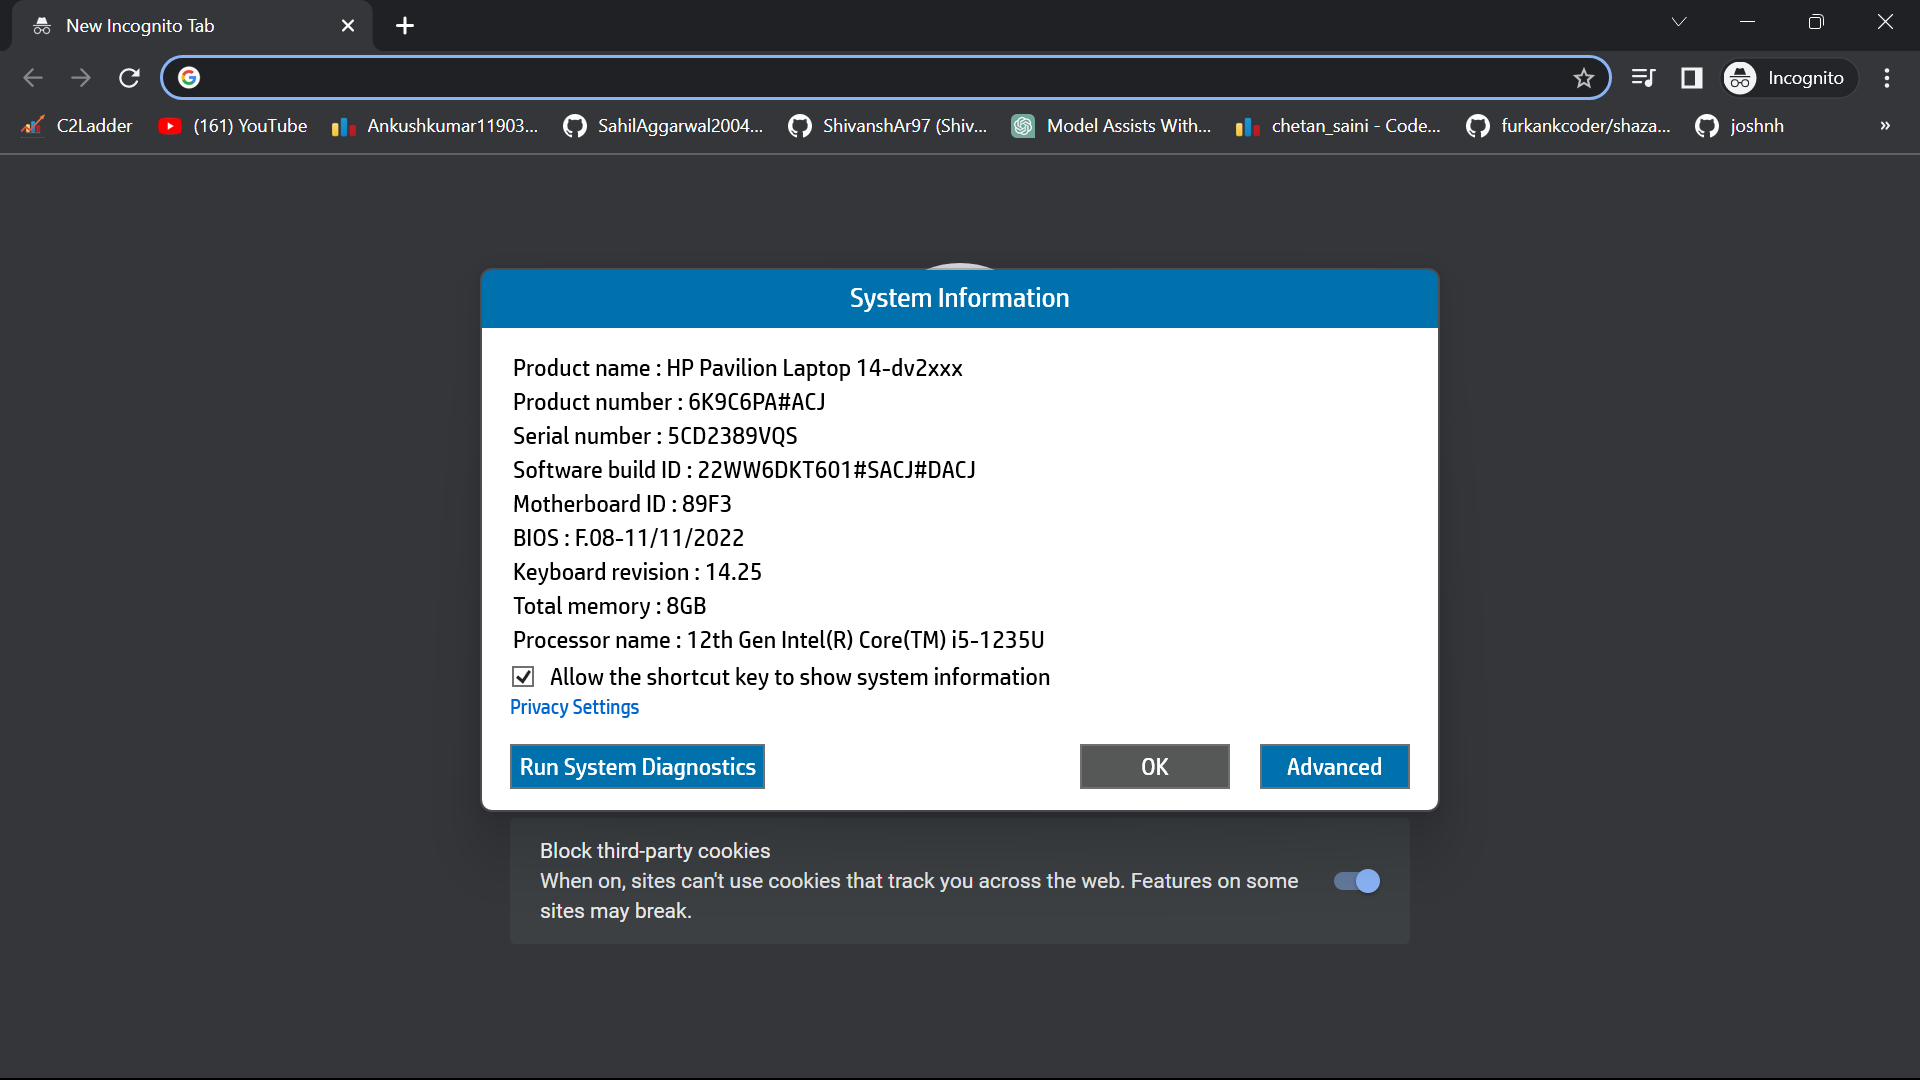 New Incognito Tab
Incognito
C2Ladder
(161) YouTube
Ankushkumar11903...
SahilAggarwal2004...
ShivanshAr97 (Shiv...
Model Assists With...
chetan_saini - Code...
furkankcoder/shaza...
joshnh
»
System Information
Product name : HP Pavilion Laptop 14-dv2xxx
Product number : 6K9C6PA#ACJ
Serial number : 5CD2389VQS
Software build ID : 22WW6DKT601#SACJ#DACJ
Motherboard ID : 89F3
BIOS : F.08-11/11/2022
Keyboard revision : 14.25
Total memory : 8GB
Processor name : 12th Gen Intel(R) Core(TM) i5-1235U
Allow the shortcut key to show system information
Privacy Settings
Run System Diagnostics
OK
Advanced
Block third-party cookies
When on, sites can't use cookies that track you across the web. Features on some
sites may break.